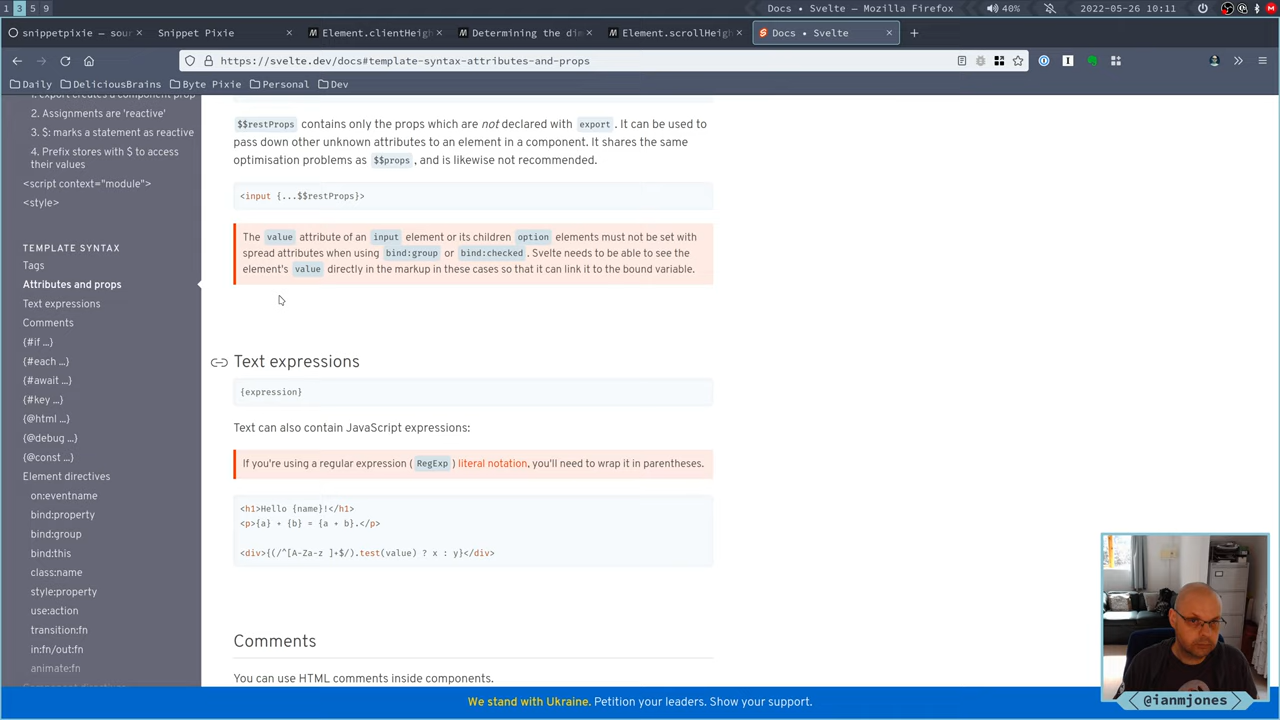 1 3 5 9
Docs • Svelte — Mozilla Firefox
40%
2022-05-26 10:11
snippetpixie — sour
Snippet Pixie
Element.clientHeigh
Determining the dim
Element.scrollHeigh
Docs • Svelte
https://svelte.dev/docs#template-syntax-attributes-and-props
Daily
DeliciousBrains
Byte Pixie
Personal
Dev
1. export creates a component prop
2. Assignments are 'reactive'
3. $: marks a statement as reactive
4. Prefix stores with $ to access
their values
<script context="module">
<style>
TEMPLATE SYNTAX
Tags
Attributes and props
Text expressions
Comments
{#if ...}
{#each ...}
{#await ...}
{#key ...}
{@html ...}
{@debug ...}
{@const ...}
Element directives
on:eventname
bind:property
bind:group
bind:this
class:name
style:property
use:action
transition:fn
in:fn/out:fn
animate:fn
Component directives
$$restProps contains only the props which are not declared with export. It can be used to
pass down other unknown attributes to an element in a component. It shares the same
optimisation problems as $$props, and is likewise not recommended.
<input {...$$restProps}>
The value attribute of an input element or its children option elements must not be set with
spread attributes when using bind:group or bind:checked. Svelte needs to be able to see the
element's value directly in the markup in these cases so that it can link it to the bound variable.
Text expressions
{expression}
Text can also contain JavaScript expressions:
If you're using a regular expression (RegExp) literal notation, you'll need to wrap it in parentheses.
<h1>Hello {name}!</h1>
<p>{a} + {b} = {a + b}.</p>
<div>{(/^[A-Za-z ]+$/).test(value) ? x : y}</div>
Comments
You can use HTML comments inside components.
We stand with Ukraine. Petition your leaders. Show your support.
@ianmjones